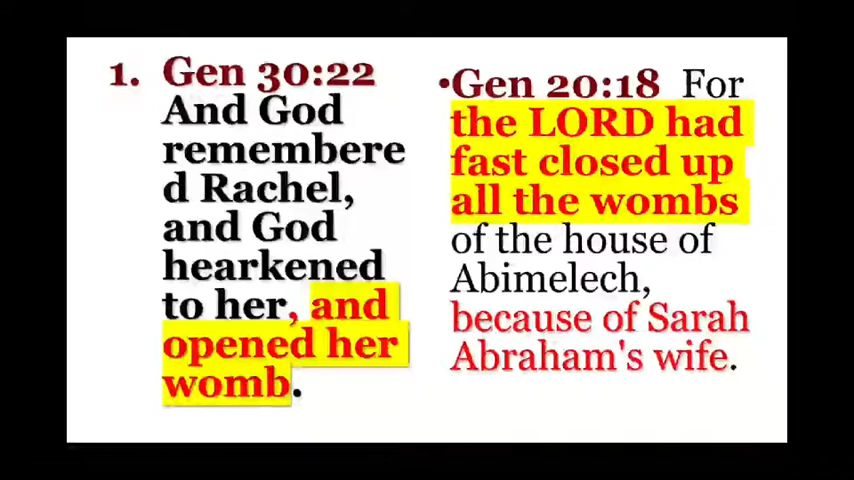 1. Gen 30:22
And God
remembere
d Rachel,
and God
hearkened
to her, and
opened her
womb.
•Gen 20:18 For
the LORD had
fast closed up
all the wombs
of the house of
Abimelech,
because of Sarah
Abraham's wife.